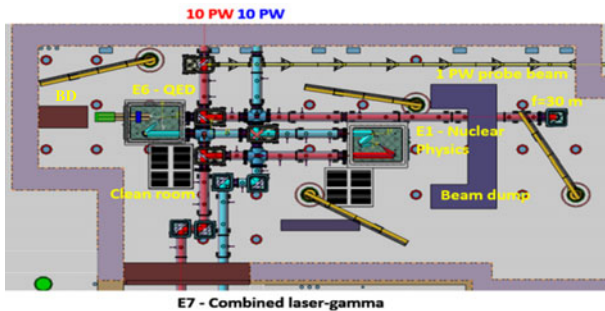 10 PW 10 PW
1 PW probe beam
E6 - QED
BD
f=30 m
E1 - Nuclear
Physics
Clean room
Beam dump
E7 - Combined laser-gamma